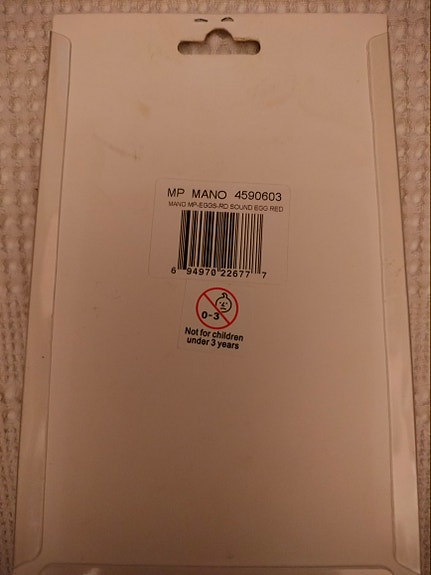 MP MANO 4590603
MANO MP-EGGS-RD SOUND EGG RED
6 94970 22677 7
0-3
Not for children
under 3 years